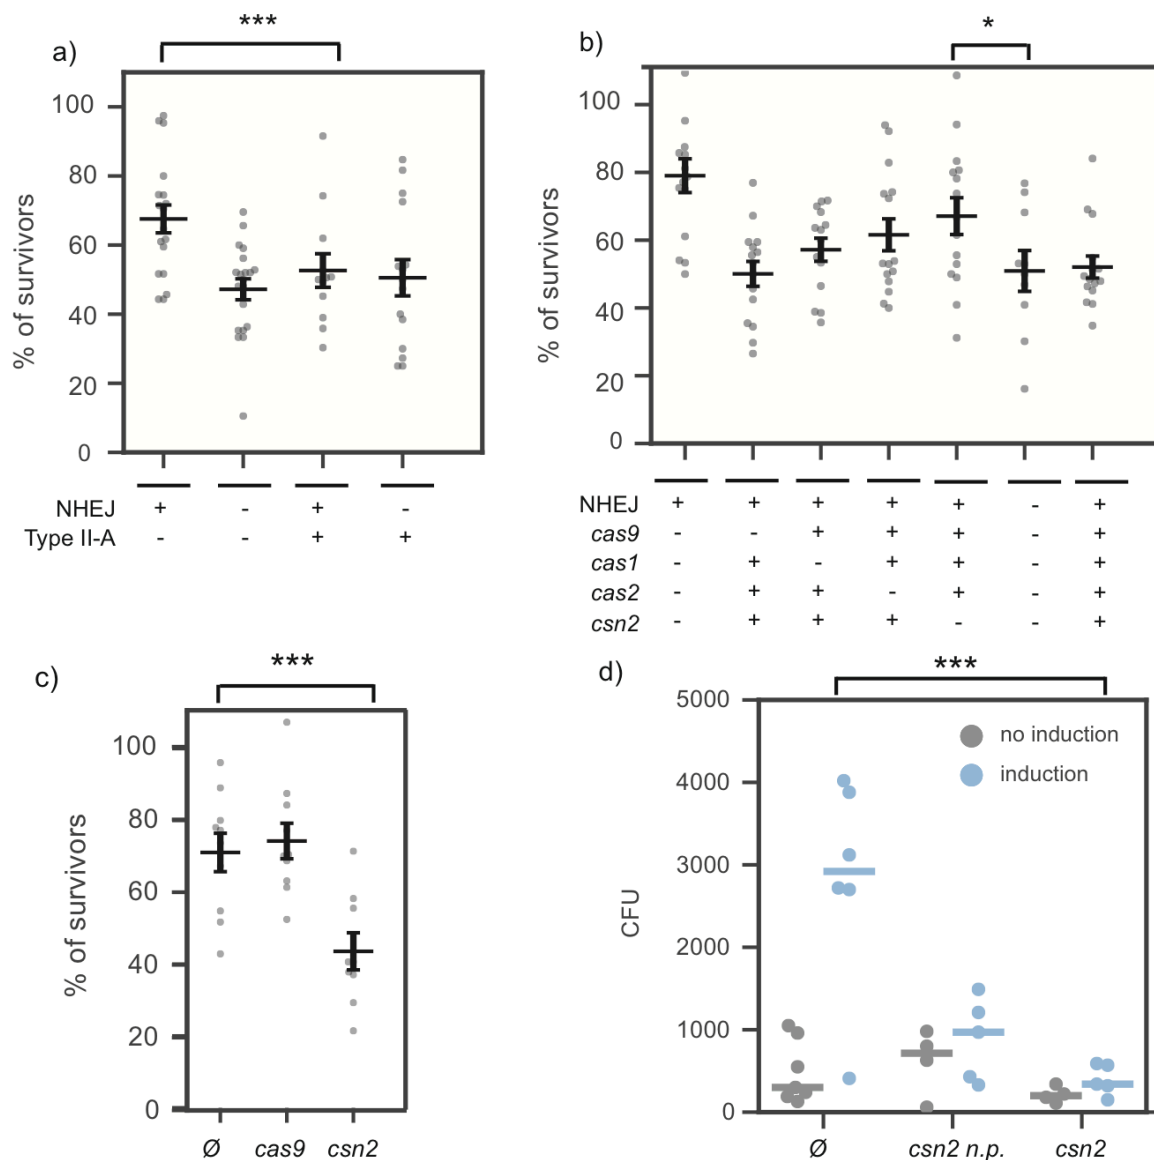 a)
***
% of survivors
100
80
60
40
20
0
NHEJ + - + -
Type II-A - - + +
b)
*
% of survivors
100
80
60
40
20
0
NHEJ + + + + + - +
cas9 - - + + + - +
cas1 - + - + + - +
cas2 - + + - + - +
csn2 - + + + - - +
c)
***
% of survivors
100
80
60
40
20
0
Ø cas9 csn2
d)
***
CFU
5000
4000
3000
2000
1000
0
no induction
induction
Ø csn2 n.p. csn2